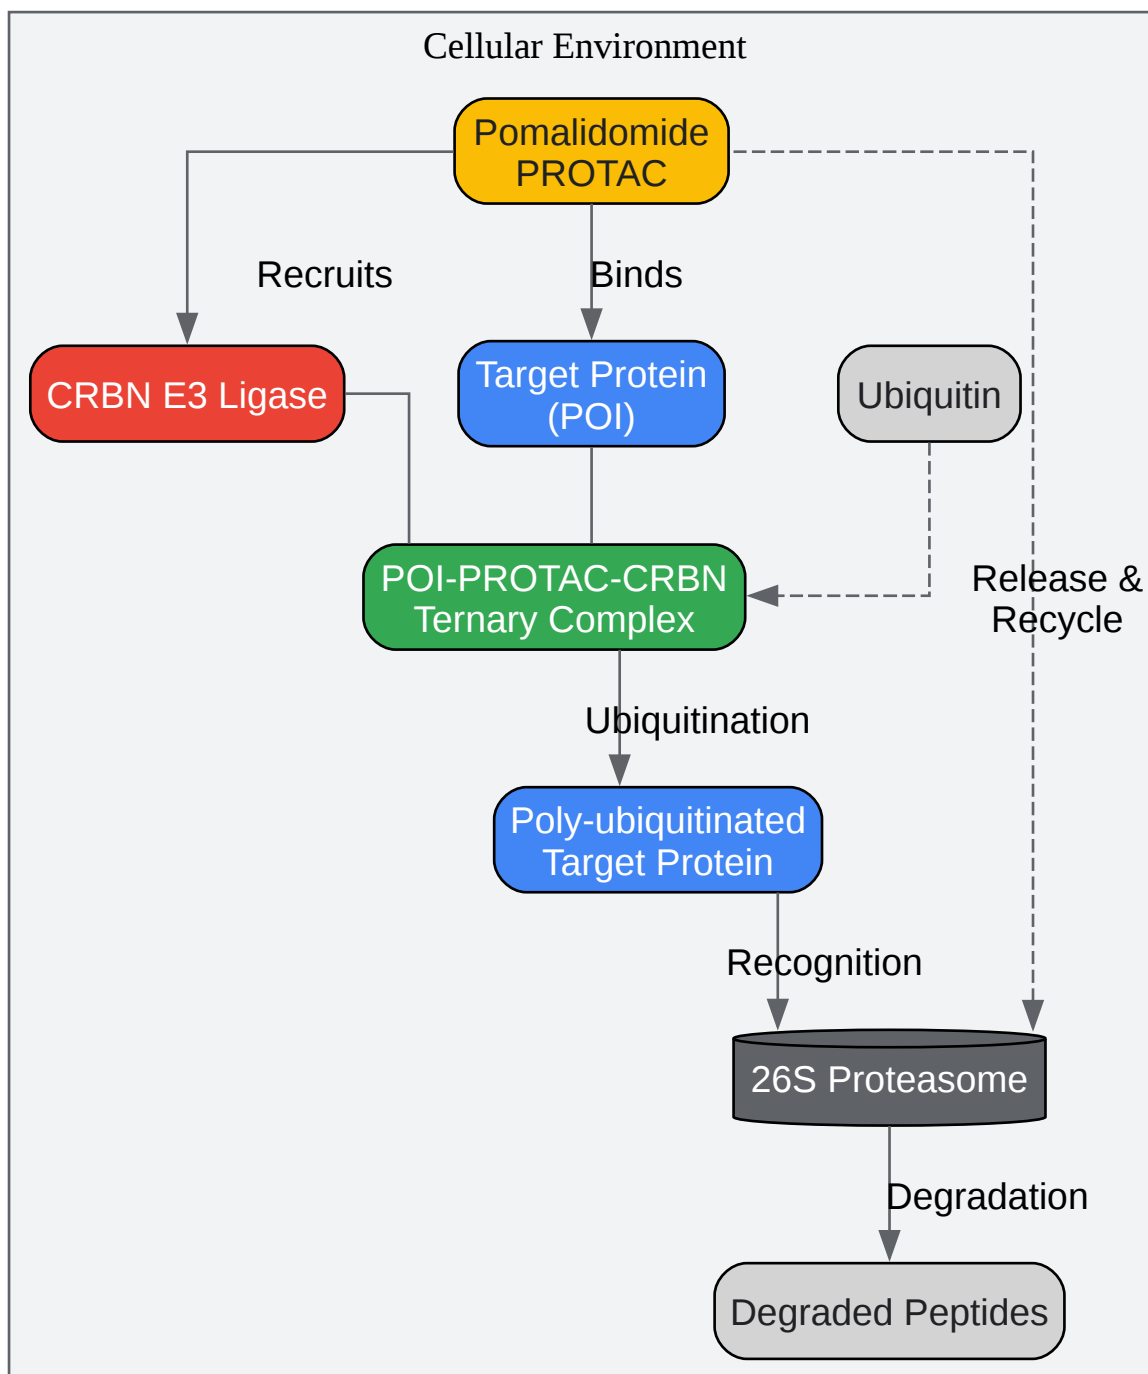 Cellular Environment
Pomalidomide
PROTAC
Recruits
Binds
CRBN E3 Ligase
Target Protein
(POI)
Ubiquitin
POI-PROTAC-CRBN
Ternary Complex
Release &
Recycle
Ubiquitination
Poly-ubiquitinated
Target Protein
Recognition
26S Proteasome
Degradation
Degraded Peptides